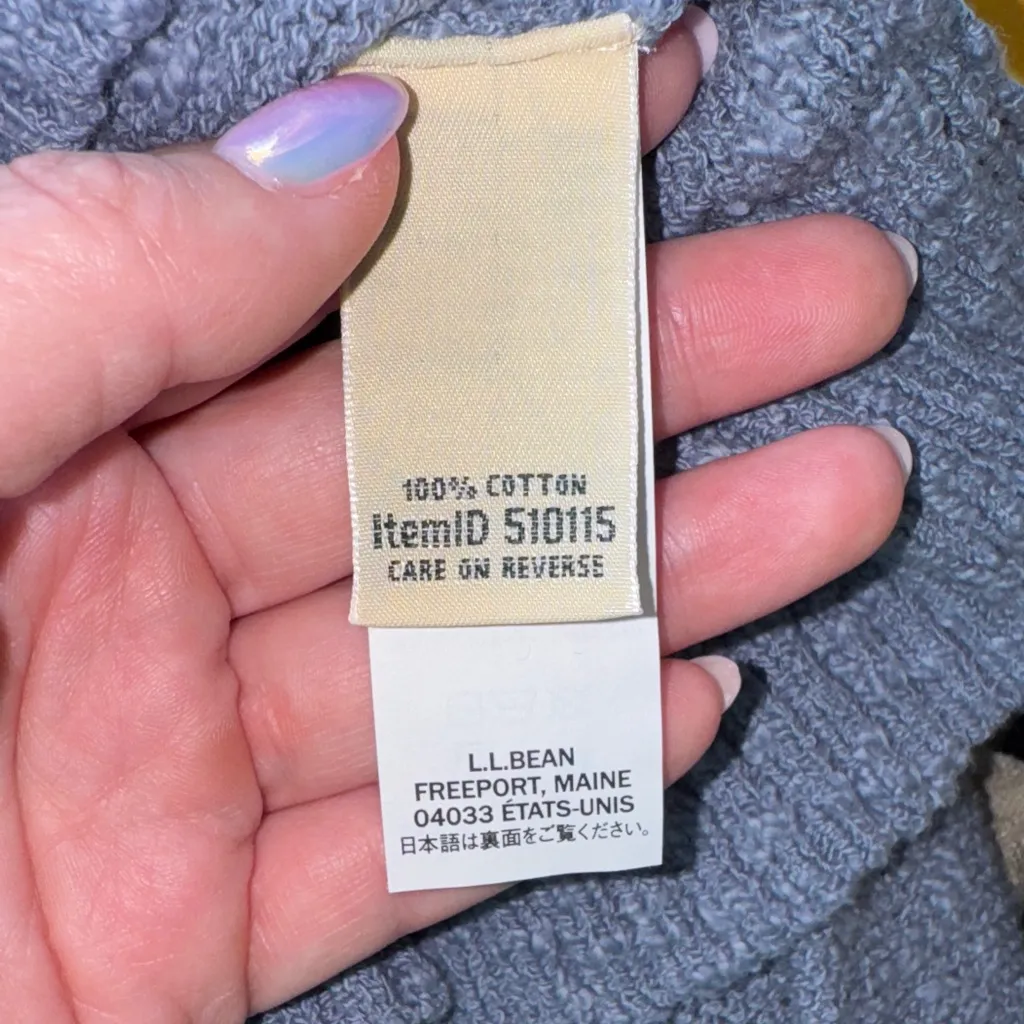 100% COTTON
ItemID 510115
CARE ON REVERSE
L.L.BEAN
FREEPORT, MAINE
04033 ÉTATS-UNIS
日本語は裏面をご覧ください。